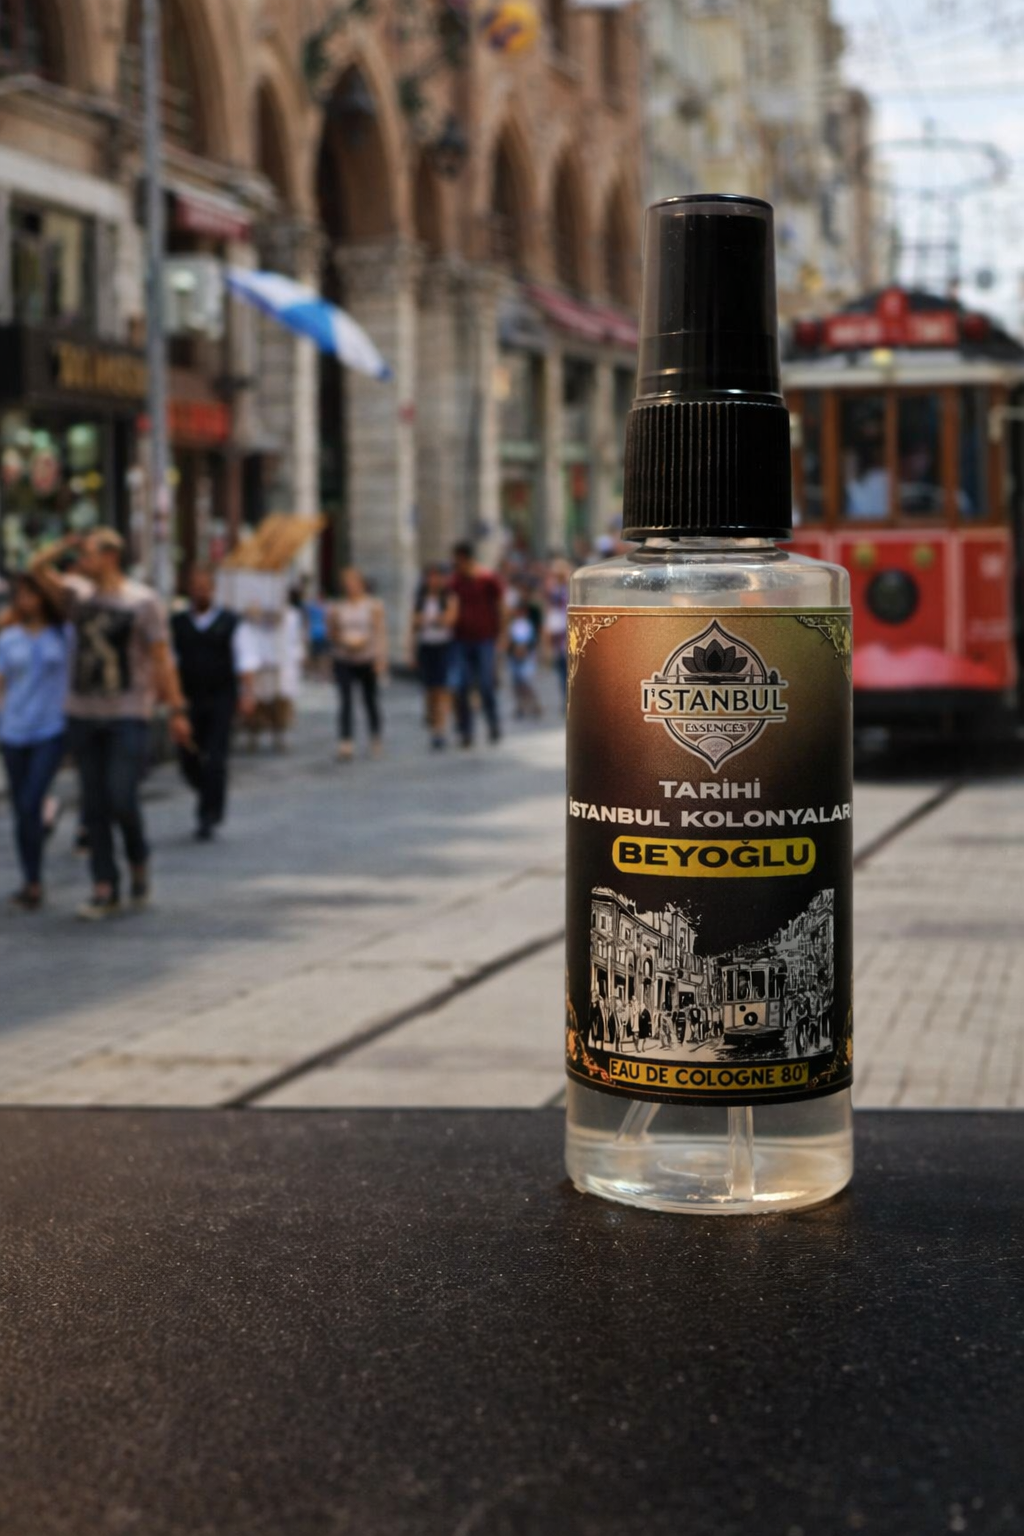 I'STANBUL
ESSENCES
TARİHİ
İSTANBUL KOLONYALARI
BEYOĞLU
EAU DE COLOGNE 80°